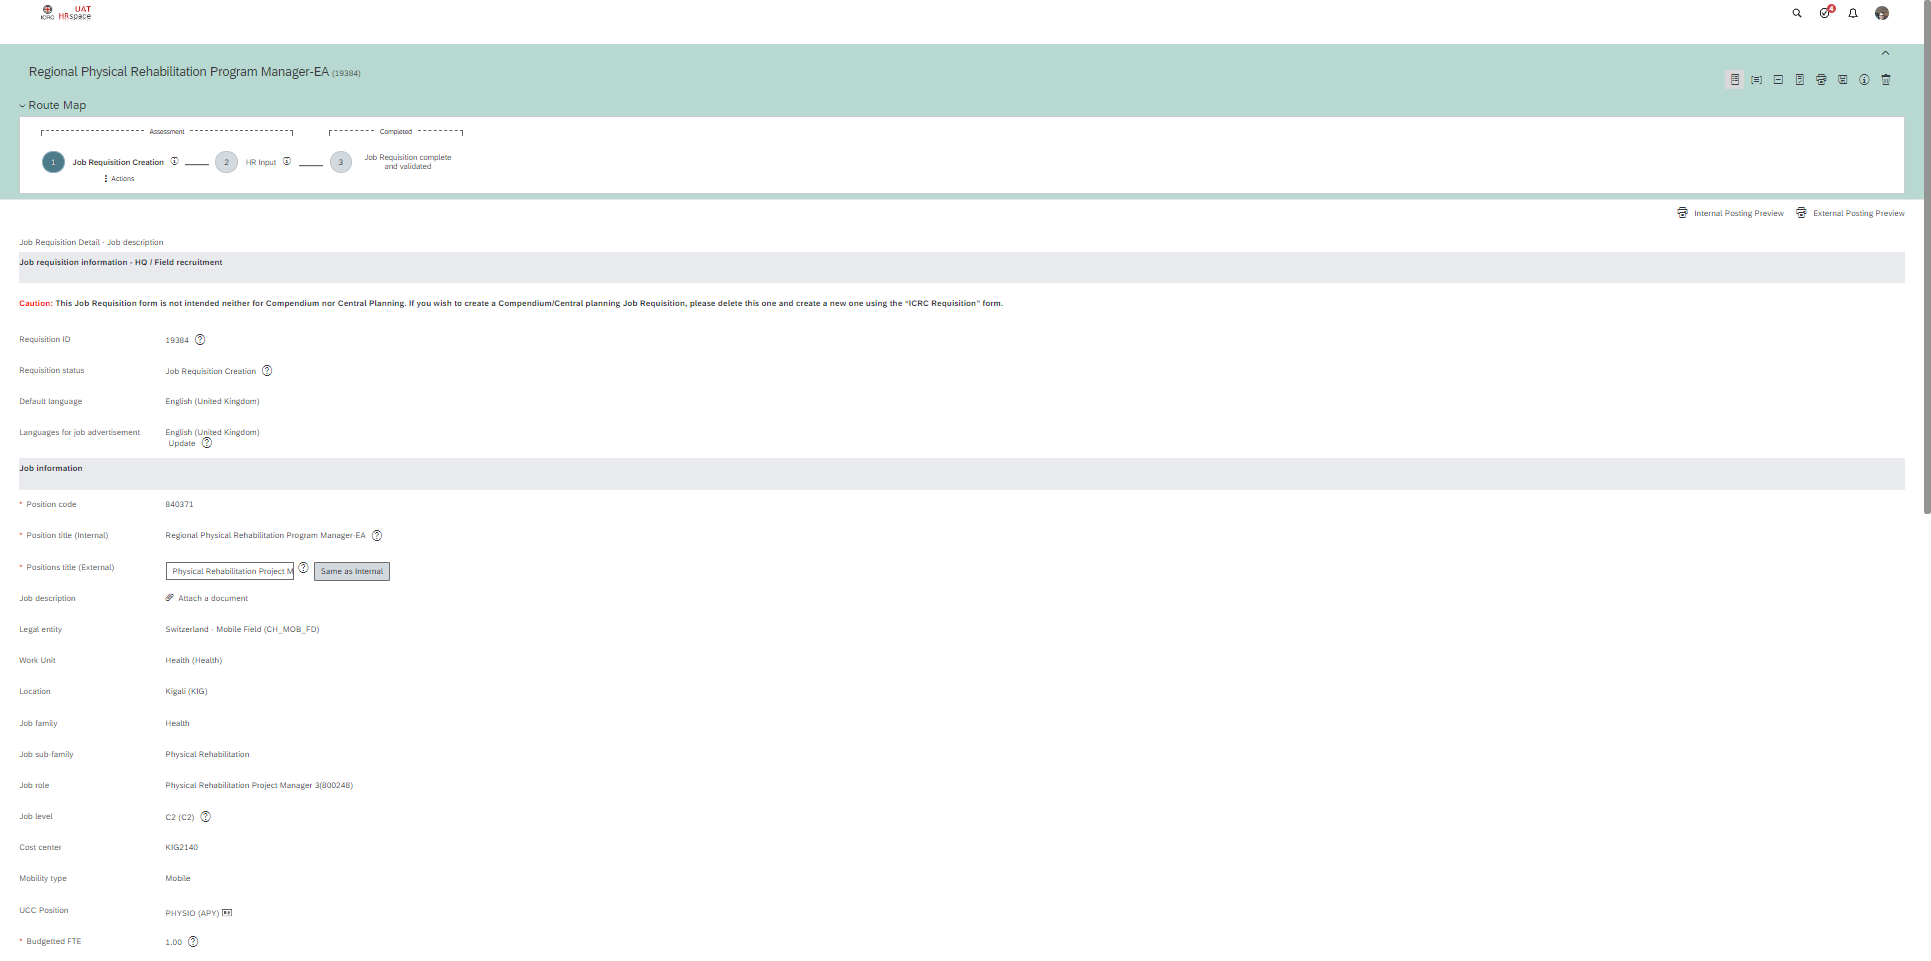 ICRC
UAT
HRspace
4
Regional Physical Rehabilitation Program Manager-EA (19384)
Route Map
Assessment
Completed
1 Job Requisition Creation
2 HR Input
3 Job Requisition complete
and validated
Actions
Internal Posting Preview External Posting Preview
Job Requisition Detail - Job description
Job requisition information - HQ / Field recruitment
Caution: This Job Requisition form is not intended neither for Compendium nor Central Planning. If you wish to create a Compendium/Central planning Job Requisition, please delete this one and create a new one using the "ICRC Requisition" form.
Requisition ID 19384
Requisition status Job Requisition Creation
Default language English (United Kingdom)
Languages for job advertisement English (United Kingdom)
Update
Job information
* Position code 840371
* Position title (Internal) Regional Physical Rehabilitation Program Manager-EA
* Positions title (External) Physical Rehabilitation Project M Same as Internal
Job description Attach a document
Legal entity Switzerland - Mobile Field (CH_MOB_FD)
Work Unit Health (Health)
Location Kigali (KIG)
Job family Health
Job sub-family Physical Rehabilitation
Job role Physical Rehabilitation Project Manager 3(800248)
Job level C2 (C2)
Cost center KIG2140
Mobility type Mobile
UCC Position PHYSIO (APY)
* Budgetted FTE 1.00